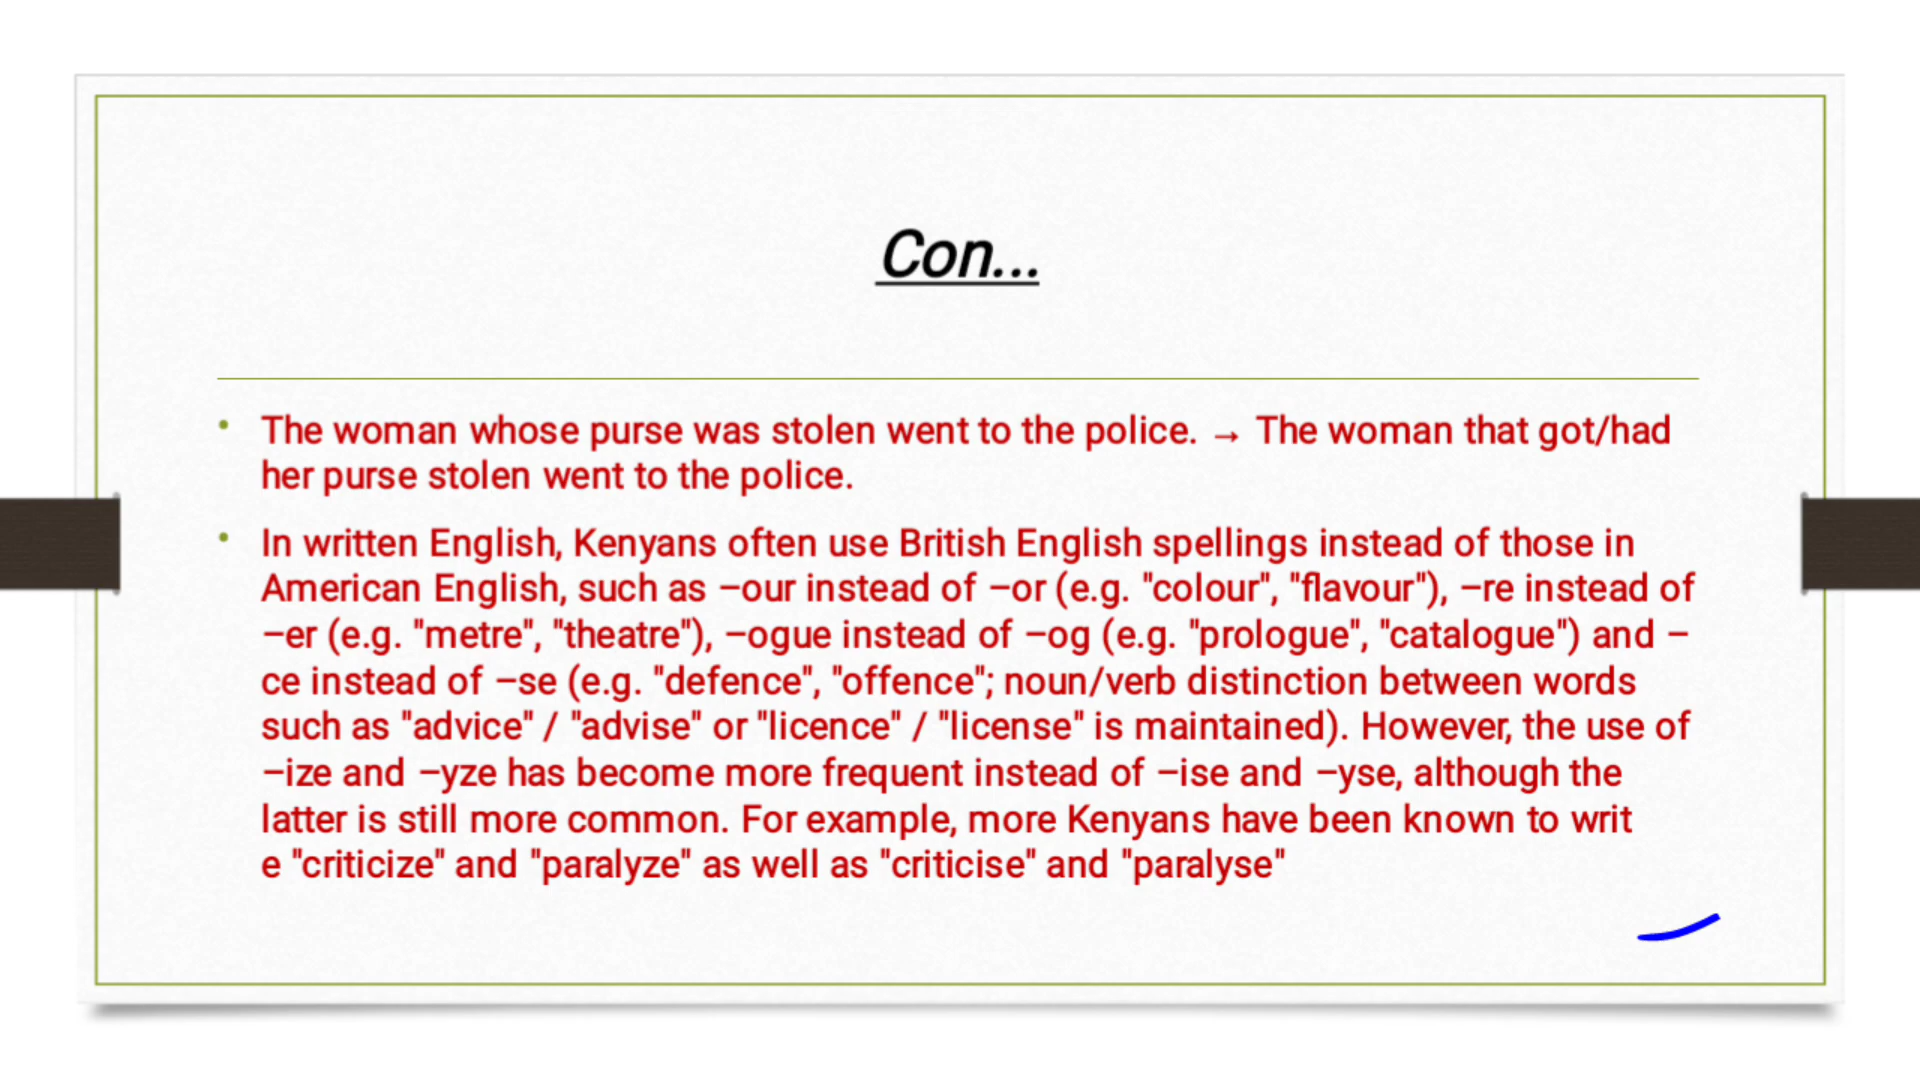 Con...
• The woman whose purse was stolen went to the police. → The woman that got/had
her purse stolen went to the police.
• In written English, Kenyans often use British English spellings instead of those in
American English, such as –our instead of –or (e.g. "colour", "flavour"), –re instead of
–er (e.g. "metre", "theatre"), –ogue instead of –og (e.g. "prologue", "catalogue") and –
ce instead of –se (e.g. "defence", "offence"; noun/verb distinction between words
such as "advice" / "advise" or "licence" / "license" is maintained). However, the use of
–ize and –yze has become more frequent instead of –ise and –yse, although the
latter is still more common. For example, more Kenyans have been known to writ
e "criticize" and "paralyze" as well as "criticise" and "paralyse"